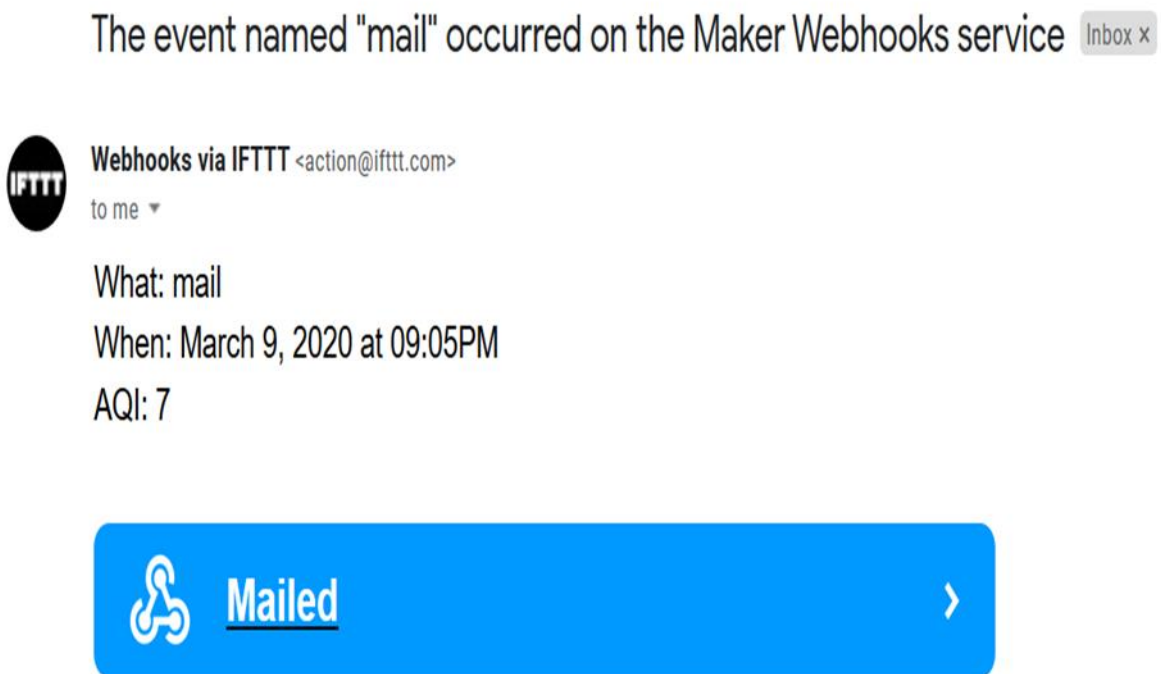 The event named "mail" occurred on the Maker Webhooks service Inbox ×
IFTTT
Webhooks via IFTTT <action@ifttt.com>
to me
What: mail
When: March 9, 2020 at 09:05PM
AQI: 7
Mailed